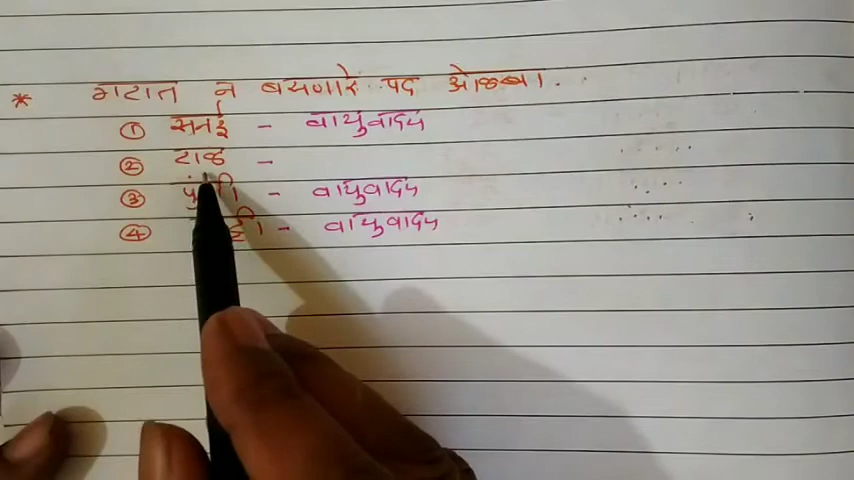 * गटात न बसणारे पद ओळखा.
① सनई - वायुवाद्य
② टाळ -
③ - वायुवाद्य
④ - वायुवाद्य